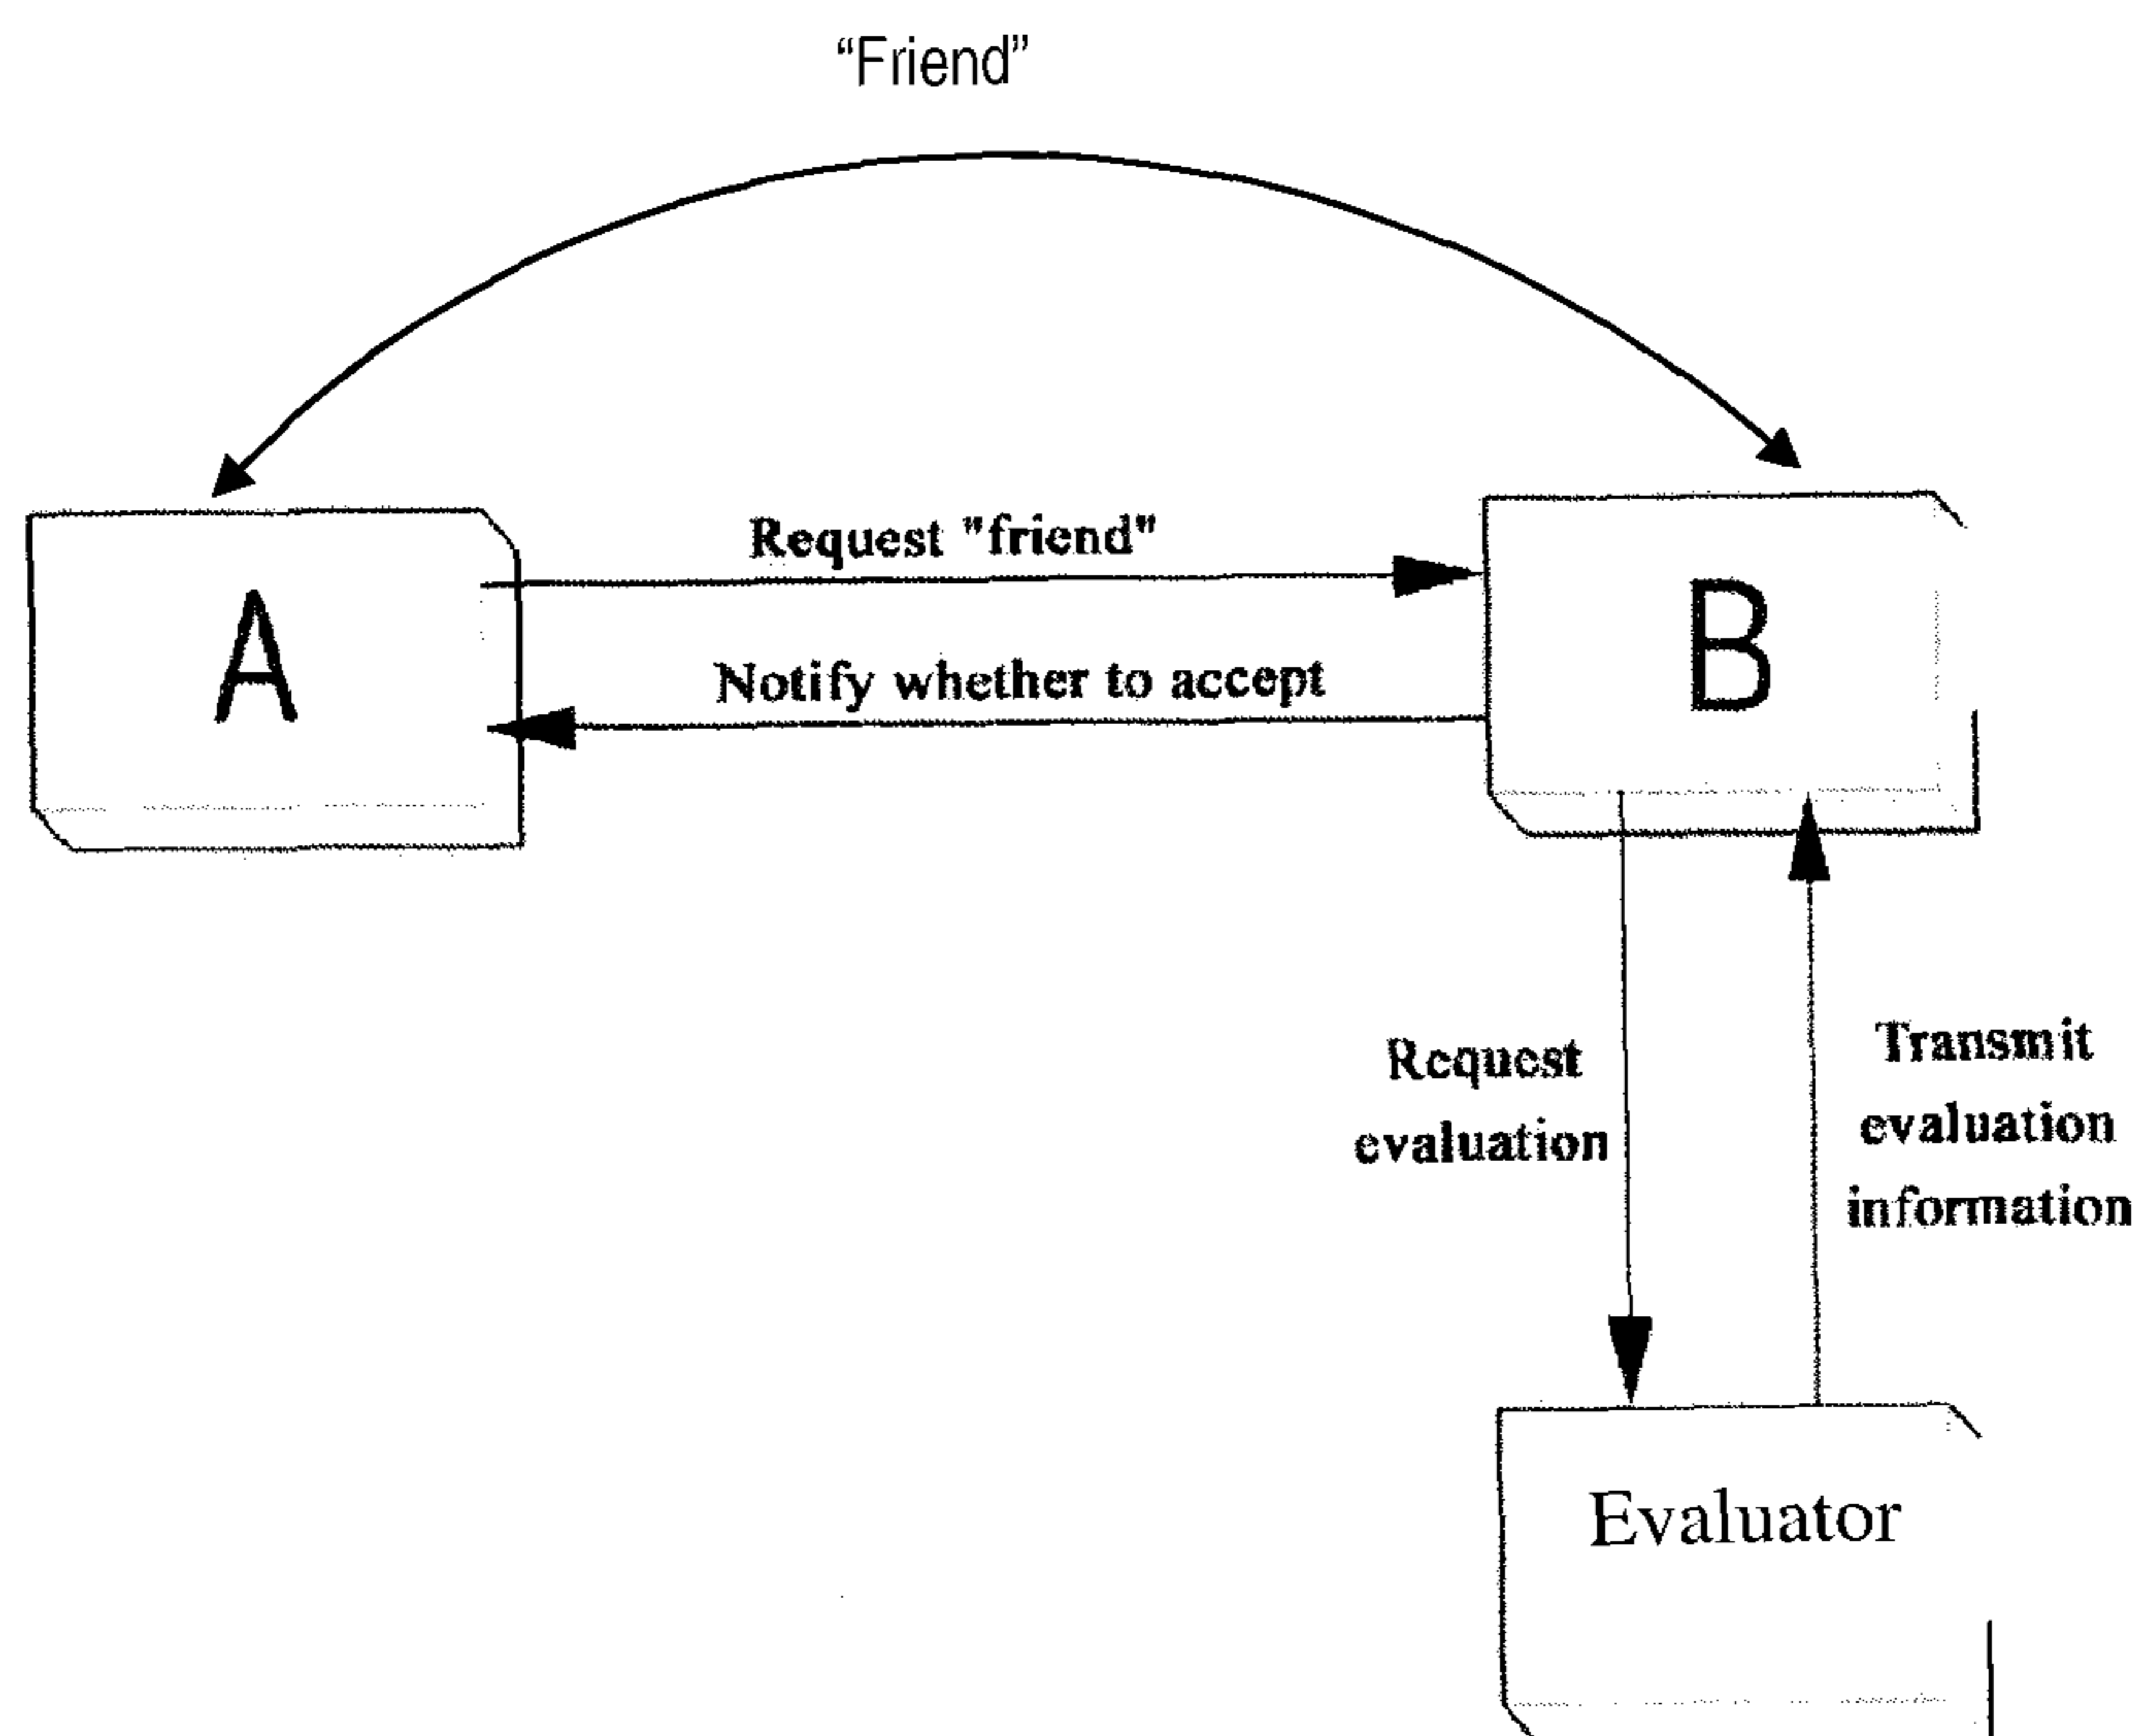 “Friend”
Request "friend"
A
B
Notify whether to accept
Request
evaluation
Transmit
evaluation
information
Evaluator